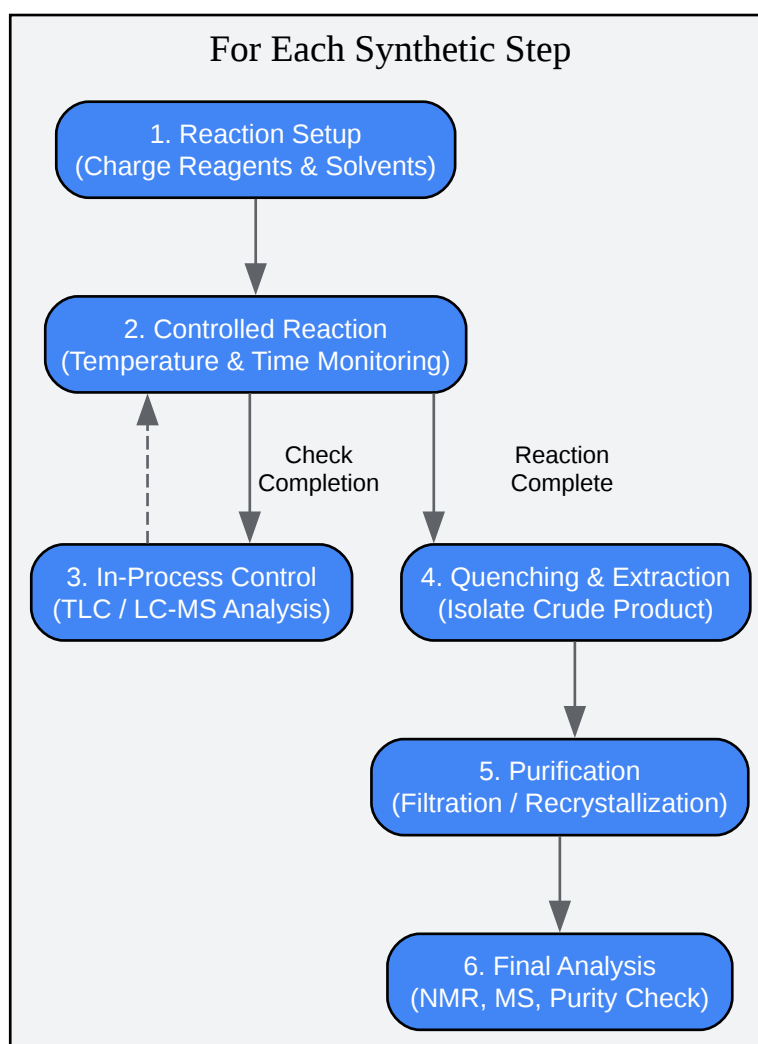 For Each Synthetic Step
1. Reaction Setup
(Charge Reagents & Solvents)
2. Controlled Reaction
(Temperature & Time Monitoring)
Check
Completion
Reaction
Complete
3. In-Process Control
(TLC / LC-MS Analysis)
4. Quenching & Extraction
(Isolate Crude Product)
5. Purification
(Filtration / Recrystallization)
6. Final Analysis
(NMR, MS, Purity Check)